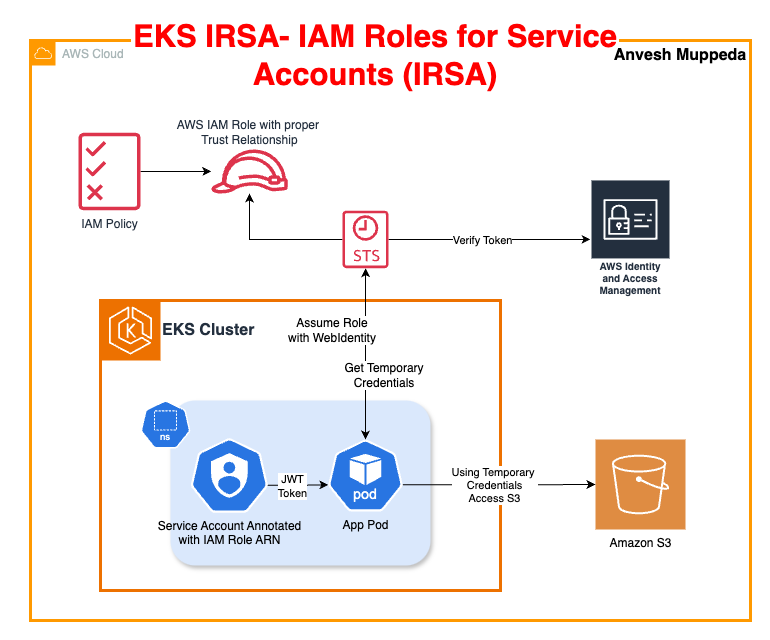 EKS IRSA- IAM Roles for Service
Accounts (IRSA)
AWS Cloud
Anvesh Muppeda
AWS IAM Role with proper
Trust Relationship
IAM Policy
STS
Verify Token
AWS Identity
and Access
Management
EKS Cluster
Assume Role
with WebIdentity
Get Temporary
Credentials
ns
JWT
Token
pod
Using Temporary
Credentials
Access S3
Service Account Annotated
with IAM Role ARN
App Pod
Amazon S3